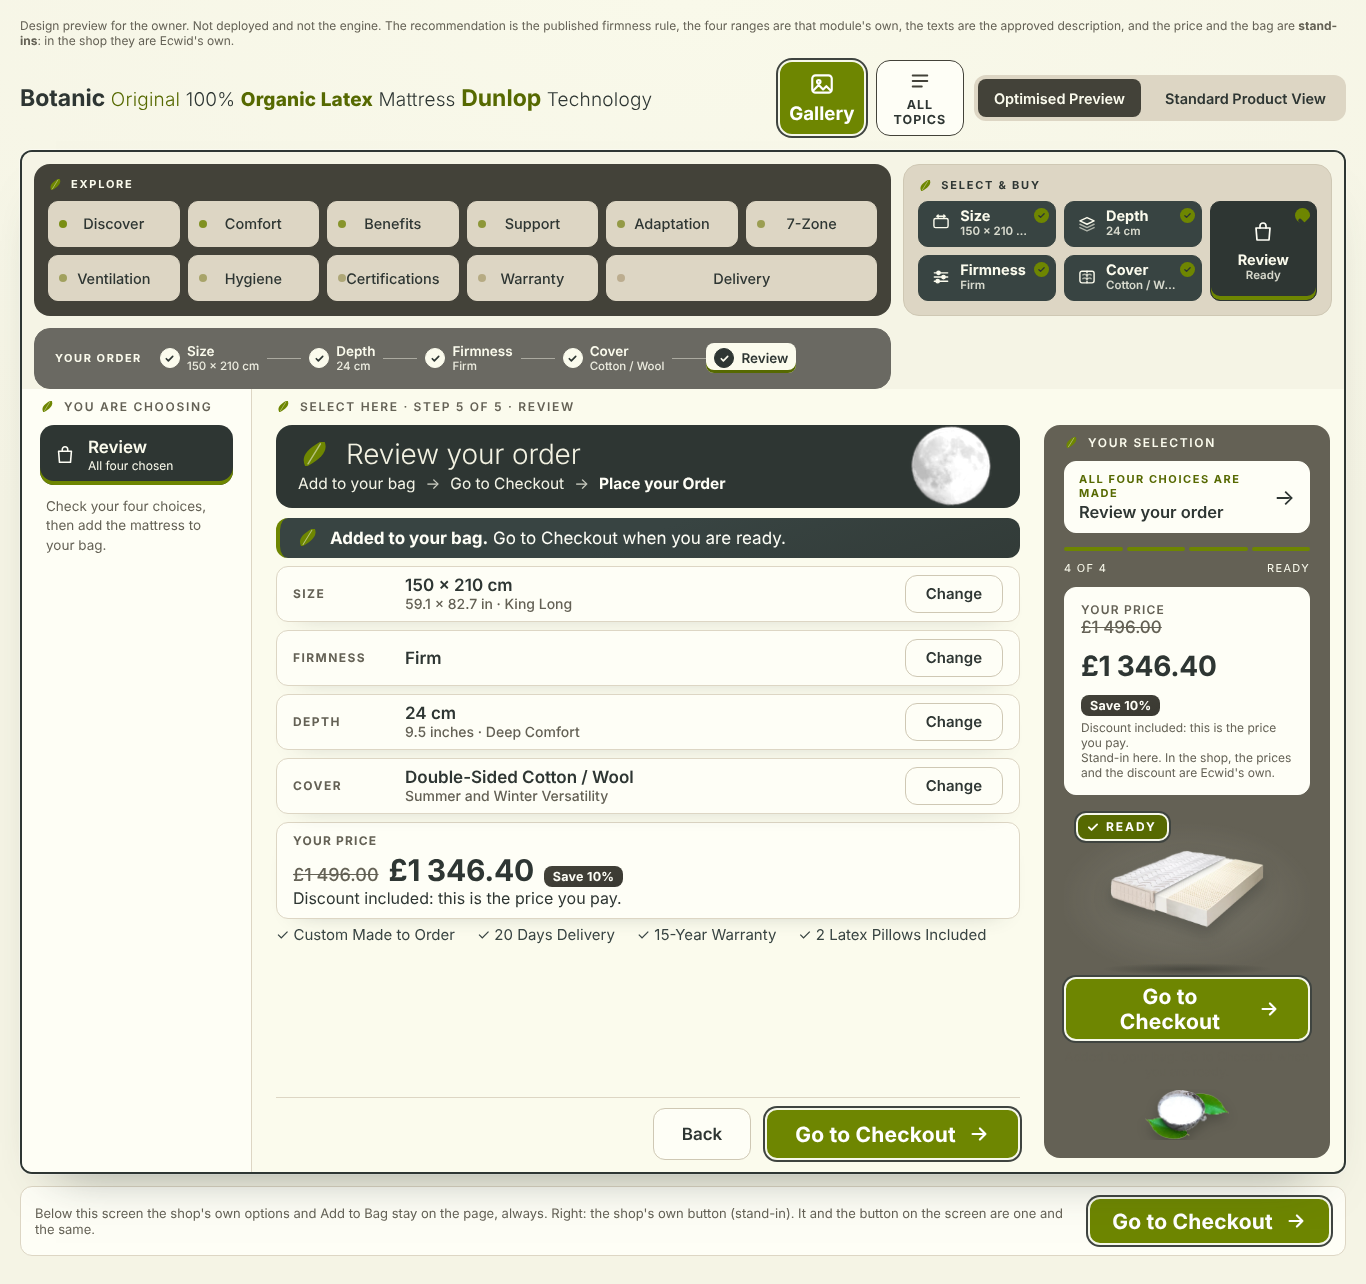 Design preview for the owner. Not deployed and not the engine. The recommendation is the published firmness rule, the four ranges are that module's own, the texts are the approved description, and the price and the bag are stand-
ins: in the shop they are Ecwid's own.
Botanic Original 100% Organic Latex Mattress Dunlop Technology
Gallery
ALL
TOPICS
Optimised Preview
Standard Product View
EXPLORE
Discover
Comfort
Benefits
Support
Adaptation
7-Zone
Ventilation
Hygiene
Certifications
Warranty
Delivery
SELECT & BUY
Size
150 × 210 ...
Depth
24 cm
Firmness
Firm
Cover
Cotton / W...
Review
Ready
YOUR ORDER
Size
150 × 210 cm
Depth
24 cm
Firmness
Firm
Cover
Cotton / Wool
Review
YOU ARE CHOOSING
Review
All four chosen
Check your four choices,
then add the mattress to
your bag.
SELECT HERE · STEP 5 OF 5 · REVIEW
Review your order
Add to your bag → Go to Checkout → Place your Order
Added to your bag. Go to Checkout when you are ready.
SIZE
150 × 210 cm
59.1 × 82.7 in · King Long
Change
FIRMNESS
Firm
Change
DEPTH
24 cm
9.5 inches · Deep Comfort
Change
COVER
Double-Sided Cotton / Wool
Summer and Winter Versatility
Change
YOUR PRICE
£1 496.00 £1 346.40 Save 10%
Discount included: this is the price you pay.
✓ Custom Made to Order ✓ 20 Days Delivery ✓ 15-Year Warranty ✓ 2 Latex Pillows Included
Back
Go to Checkout →
YOUR SELECTION
ALL FOUR CHOICES ARE
MADE
Review your order →
4 OF 4
READY
YOUR PRICE
£1 496.00
£1 346.40
Save 10%
Discount included: this is the price
you pay.
Stand-in here. In the shop, the prices
and the discount are Ecwid's own.
✓ READY
Go to
Checkout →
Below this screen the shop's own options and Add to Bag stay on the page, always. Right: the shop's own button (stand-in). It and the button on the screen are one and
the same.
Go to Checkout →